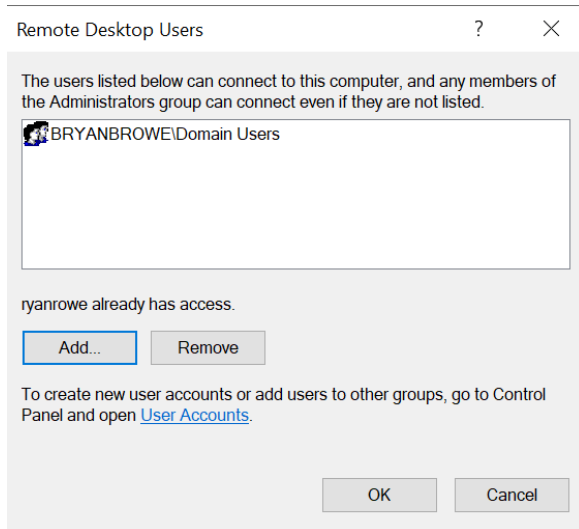 Remote Desktop Users
?
The users listed below can connect to this computer, and any members of
the Administrators group can connect even if they are not listed.
BRYANBROWE\Domain Users
ryanrowe already has access.
Add...
Remove
To create new user accounts or add users to other groups, go to Control
Panel and open User Accounts.
OK
Cancel